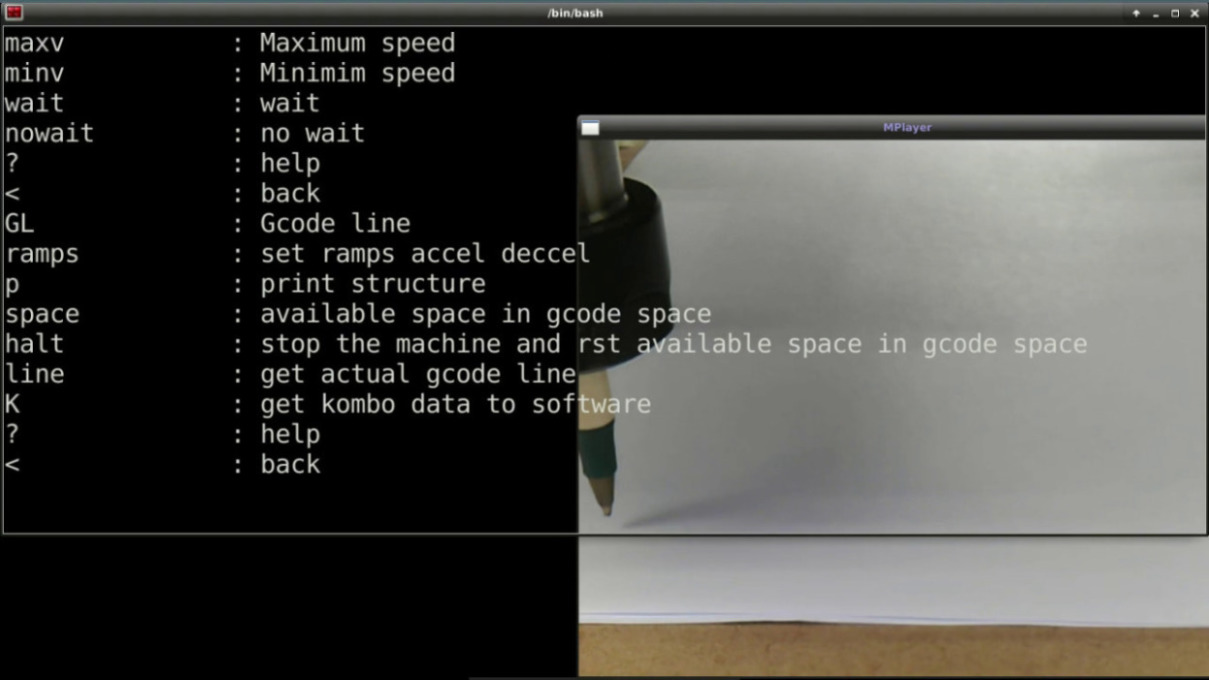 /bin/bash
maxv : Maximum speed
minv : Minimim speed
wait : wait
nowait : no wait
MPlayer
? : help
< : back
GL : Gcode line
ramps : set ramps accel deccel
p : print structure
space : available space in gcode space
halt : stop the machine and rst available space in gcode space
line : get actual gcode line
K : get kombo data to software
? : help
< : back